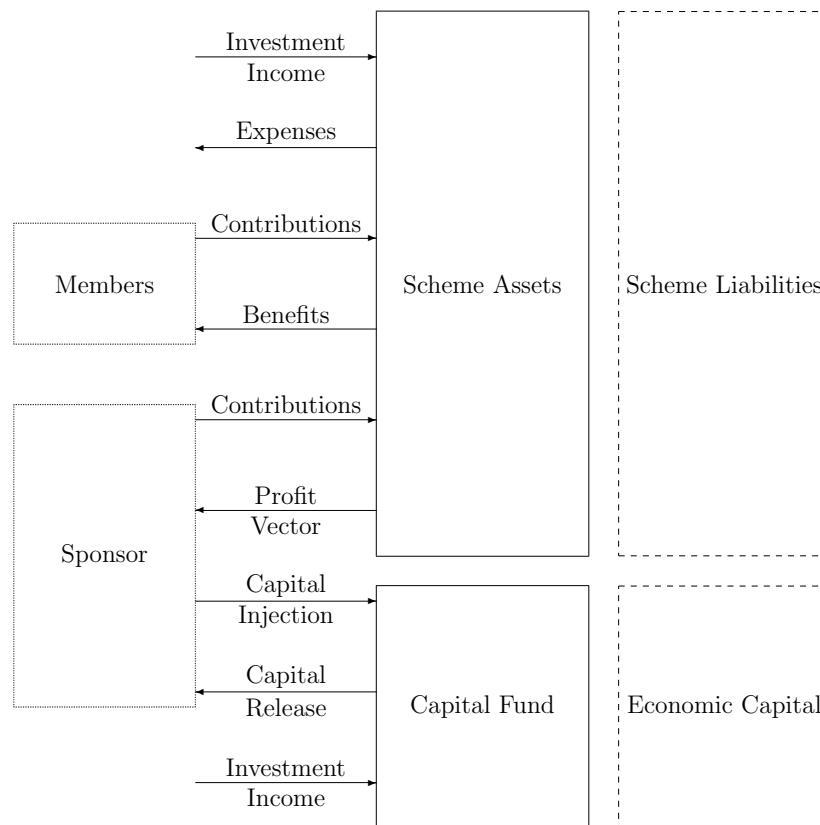 Investment
Income
Expenses
Contributions
Members
Scheme Assets
Scheme Liabilities
Benefits
Contributions
Profit
Vector
Sponsor
Capital
Injection
Capital
Release
Capital Fund
Economic Capital
Investment
Income